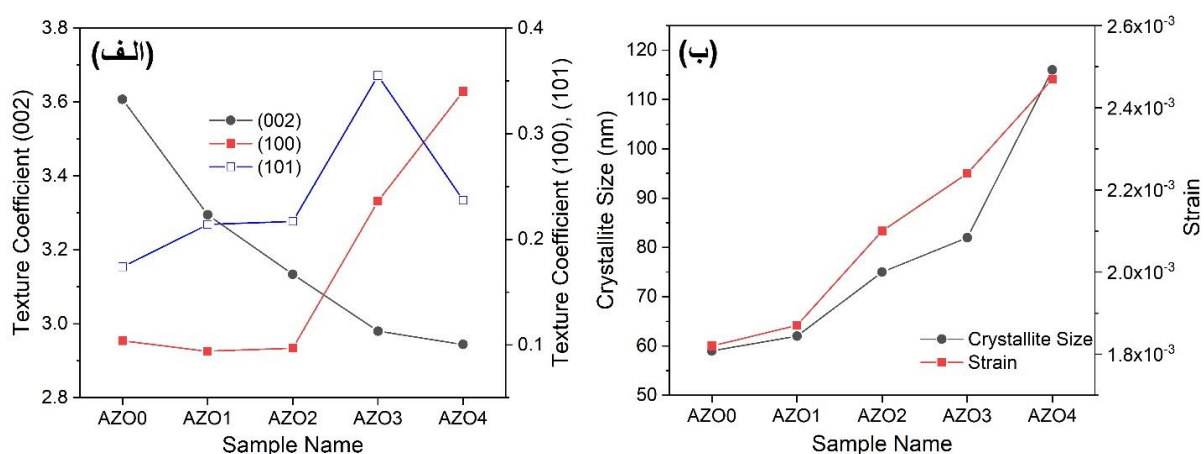 (الف)
Texture Coefficient (002)
3.8
3.6
3.4
3.2
3.0
2.8
(002)
(100)
(101)
0.4
0.3
0.2
0.1
Texture Coefficient (100), (101)
AZO0 AZO1 AZO2 AZO3 AZO4
Sample Name
(ب)
Crystallite Size (nm)
120
110
100
90
80
70
60
50
Crystallite Size
Strain
2.6x10⁻³
2.4x10⁻³
2.2x10⁻³
2.0x10⁻³
1.8x10⁻³
Strain
AZO0 AZO1 AZO2 AZO3 AZO4
Sample Name